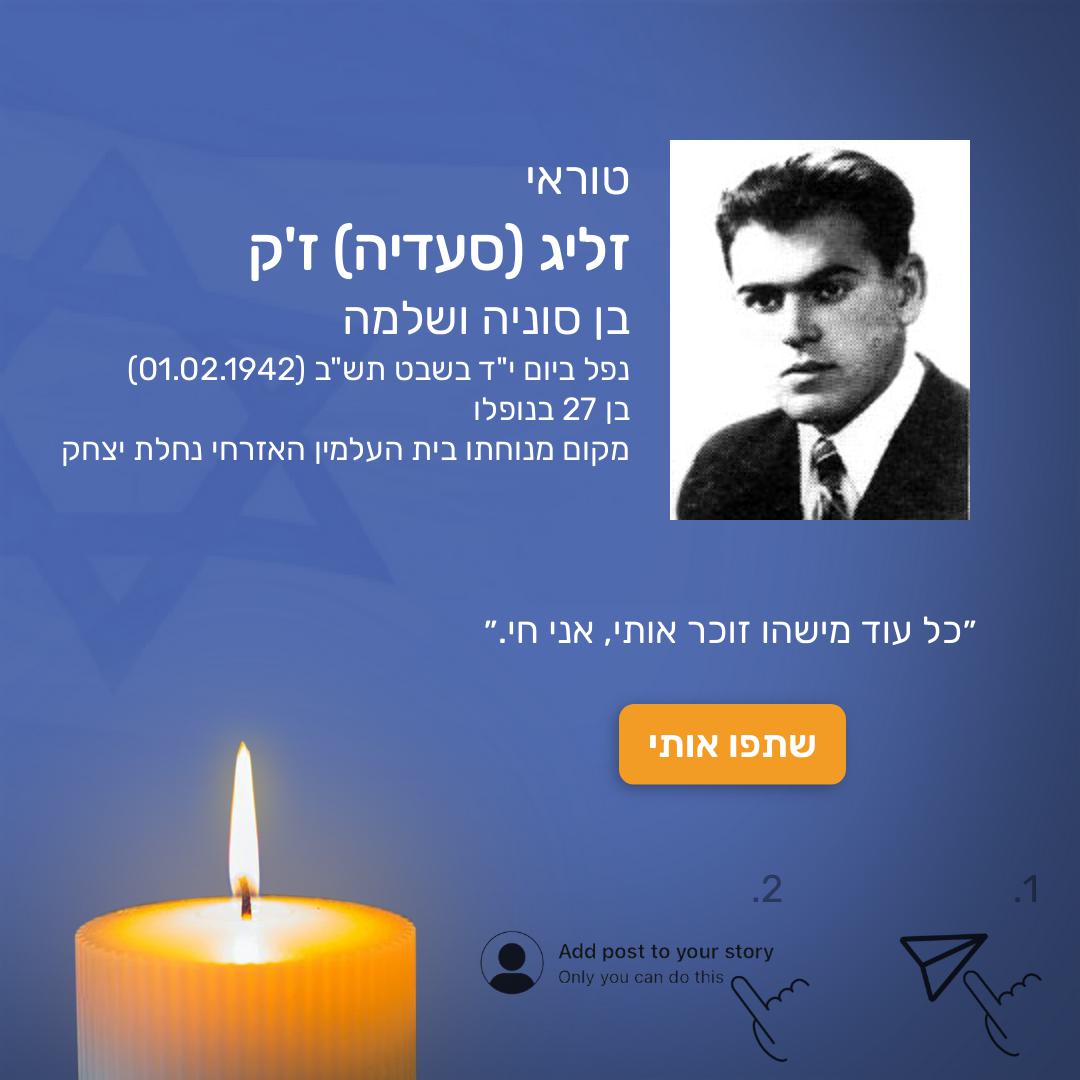 טוראי
זליג (סעדיה) ז'ק
בן סוניה ושלמה
נפל ביום י"ד בשבט תש"ב (01.02.1942)
בן 27 בנופלו
מקום מנוחתו בית העלמין האזרחי נחלת יצחק
״כל עוד מישהו זוכר אותי, אני חי.״
שתפו אותי
1.
2.
Add post to your story
Only you can do this